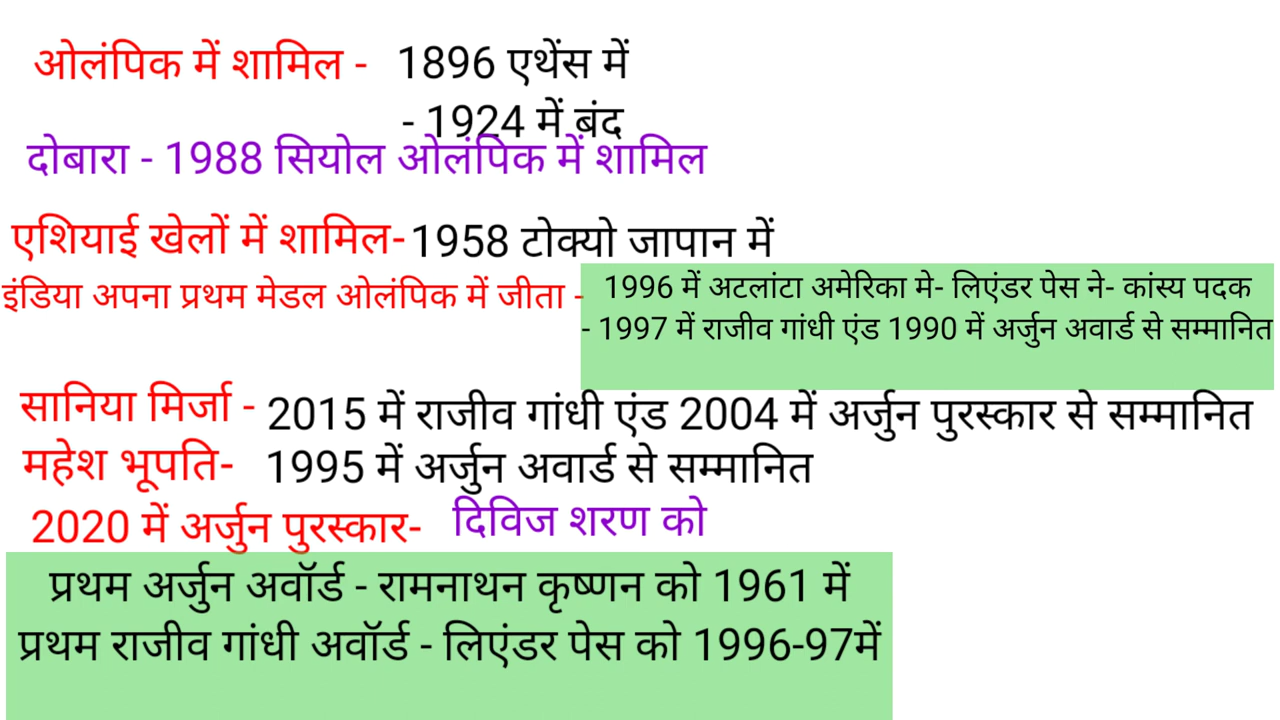 ओलंपिक में शामिल - 1896 एथेंस में
- 1924 में बंद
दोबारा - 1988 सियोल ओलंपिक में शामिल
एशियाई खेलों में शामिल- 1958 टोक्यो जापान में
इंडिया अपना प्रथम मेडल ओलंपिक में जीता - 1996 में अटलांटा अमेरिका मे- लिएंडर पेस ने- कांस्य पदक
- 1997 में राजीव गांधी एंड 1990 में अर्जुन अवार्ड से सम्मानित
सानिया मिर्जा - 2015 में राजीव गांधी एंड 2004 में अर्जुन पुरस्कार से सम्मानित
महेश भूपति- 1995 में अर्जुन अवार्ड से सम्मानित
2020 में अर्जुन पुरस्कार- दिविज शरण को
प्रथम अर्जुन अवॉर्ड - रामनाथन कृष्णन को 1961 में
प्रथम राजीव गांधी अवॉर्ड - लिएंडर पेस को 1996-97में